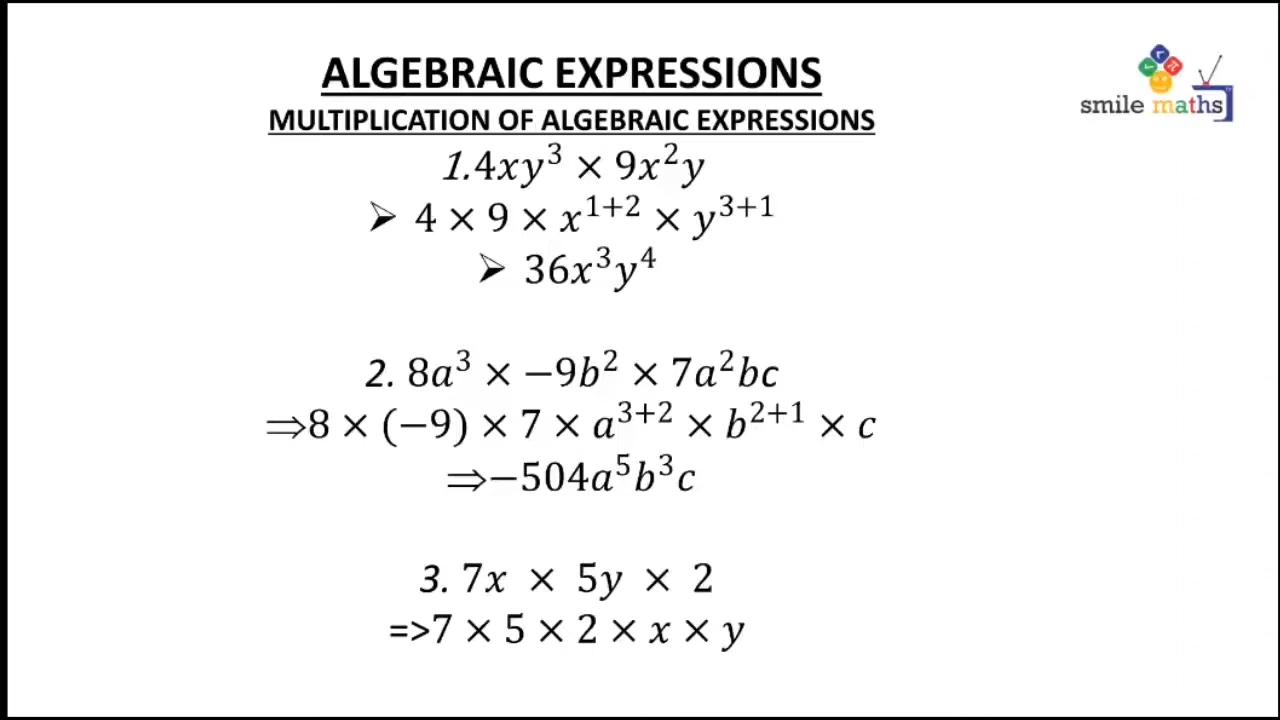 ALGEBRAIC EXPRESSIONS
MULTIPLICATION OF ALGEBRAIC EXPRESSIONS
smile maths
1.4xy³ × 9x²y
➢ 4 × 9 × x¹⁺² × y³⁺¹
➢ 36x³y⁴
2. 8a³ × −9b² × 7a²bc
⇒8 × (−9) × 7 × a³⁺² × b²⁺¹ × c
⇒−504a⁵b³c
3. 7x × 5y × 2
=>7 × 5 × 2 × x × y